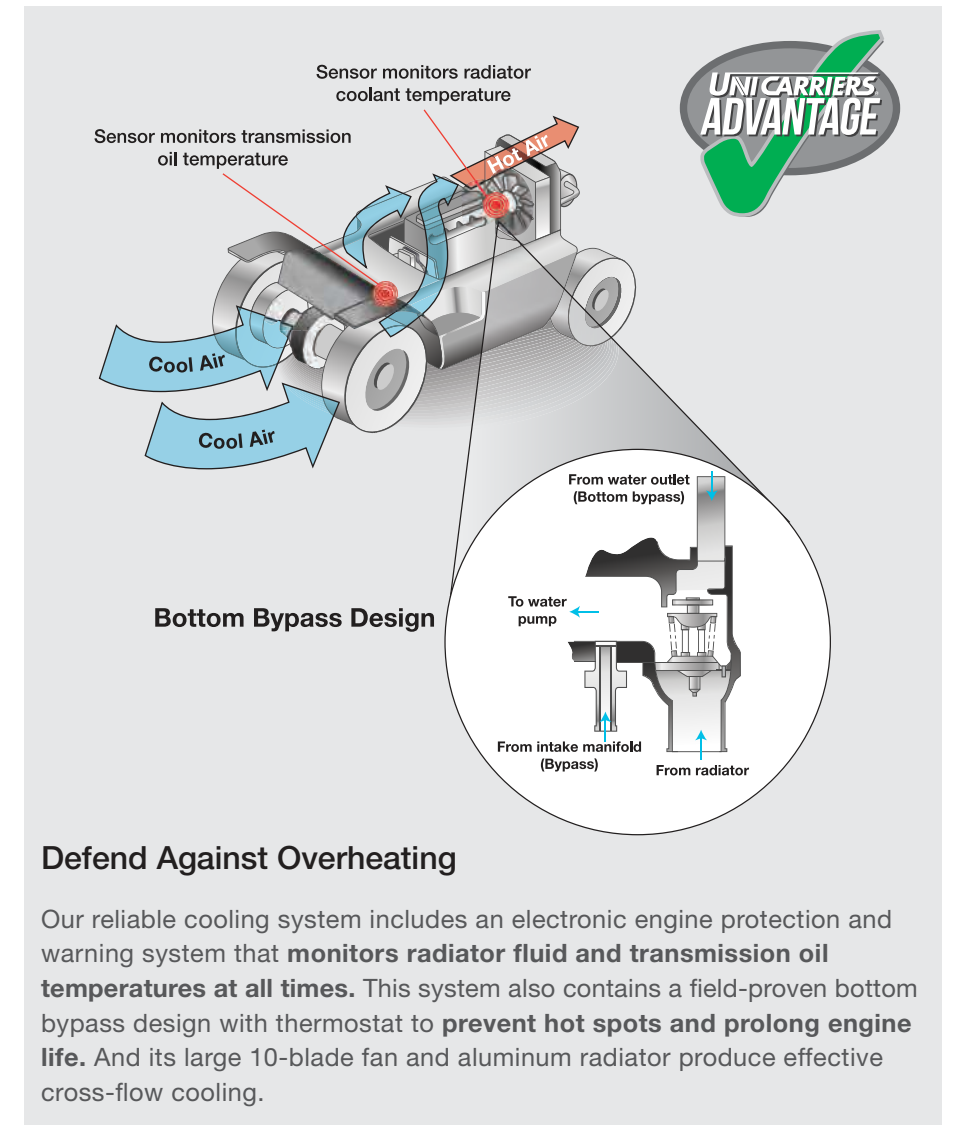 Sensor monitors radiator
coolant temperature
UNICARRIERS
ADVANTAGE
Sensor monitors transmission
oil temperature
Hot Air
Cool Air
Cool Air
From water outlet
(Bottom bypass)
To water
pump
Bottom Bypass Design
From intake manifold
(Bypass)
From radiator
Defend Against Overheating
Our reliable cooling system includes an electronic engine protection and
warning system that monitors radiator fluid and transmission oil
temperatures at all times. This system also contains a field-proven bottom
bypass design with thermostat to prevent hot spots and prolong engine
life. And its large 10-blade fan and aluminum radiator produce effective
cross-flow cooling.